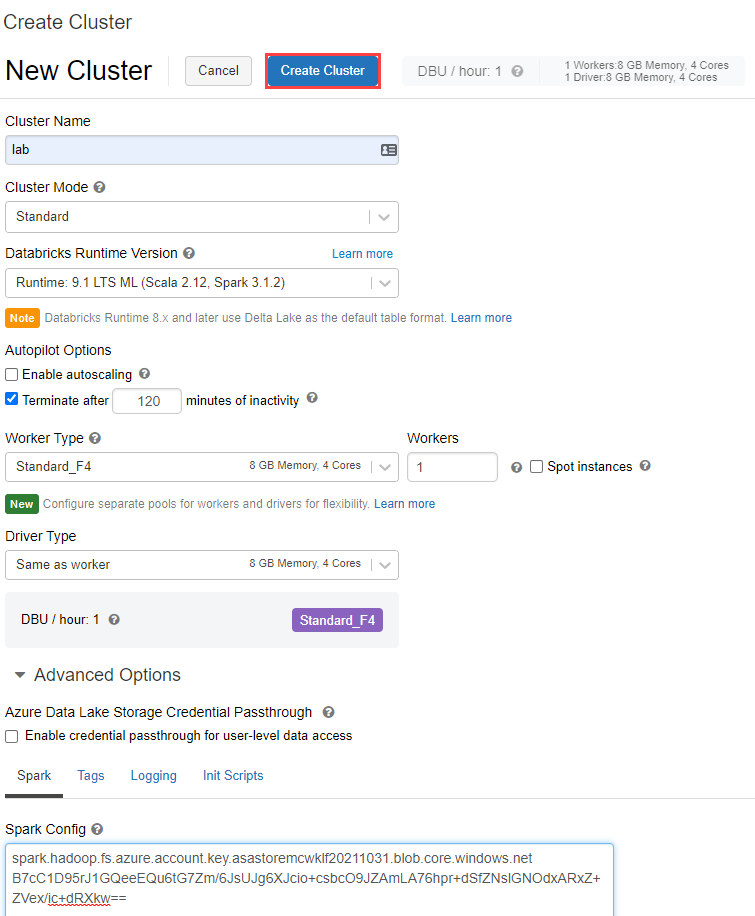 Create Cluster
New Cluster Cancel Create Cluster DBU / hour: 1 1 Workers:8 GB Memory, 4 Cores
1 Driver:8 GB Memory, 4 Cores
Cluster Name
lab
Cluster Mode
Standard
Databricks Runtime Version Learn more
Runtime: 9.1 LTS ML (Scala 2.12, Spark 3.1.2)
Note Databricks Runtime 8.x and later use Delta Lake as the default table format. Learn more
Autopilot Options
Enable autoscaling
Terminate after 120 minutes of inactivity
Worker Type Workers
Standard_F4 8 GB Memory, 4 Cores 1 Spot instances
New Configure separate pools for workers and drivers for flexibility. Learn more
Driver Type
Same as worker 8 GB Memory, 4 Cores
DBU / hour: 1 Standard_F4
Advanced Options
Azure Data Lake Storage Credential Passthrough
Enable credential passthrough for user-level data access
Spark Tags Logging Init Scripts
Spark Config
spark.hadoop.fs.azure.account.key.asastoremcwklf20211031.blob.core.windows.net
B7cC1D95rJ1GQeeEQu6tG7Zm/6JsUJg6XJcio+csbcO9JZAmLA76hpr+dSfZNslGNOdxARxZ+
ZVex/ic+dRXkw==